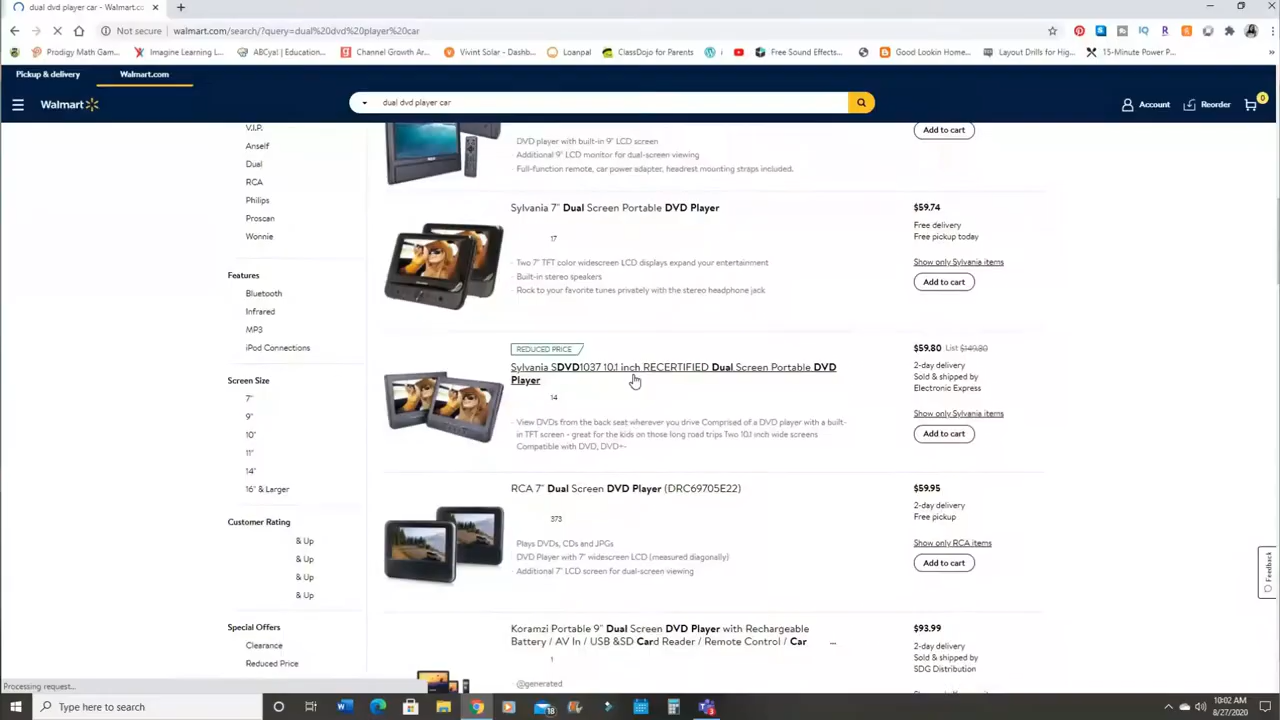 dual dvd player car - Walmart.co
Not secure
walmart.com/search/?query=dual%20dvd%20player%20car
Prodigy Math Gam...
Imagine Learning L...
ABCya! | Educatio...
Channel Growth Ar...
Vivint Solar - Dashb...
Loanpal
ClassDojo for Parents
Free Sound Effects...
Good Lookin Home...
Layout Drills for Hig...
15-Minute Power P...
Pickup & delivery
Walmart.com
Walmart
dual dvd player car
Account
Reorder
0
V.I.P.
Anself
Dual
RCA
Philips
Proscan
Wonnie
Features
Bluetooth
Infrared
MP3
iPod Connections
Screen Size
7"
9"
10"
11"
14"
16" & Larger
Customer Rating
& Up
& Up
& Up
& Up
Special Offers
Clearance
Reduced Price
DVD player with built-in 9" LCD screen
Additional 9" LCD monitor for dual-screen viewing
Full-function remote, car power adapter, headrest mounting straps included.
Add to cart
Sylvania 7" Dual Screen Portable DVD Player
17
Two 7" TFT color widescreen LCD displays expand your entertainment
Built-in stereo speakers
Rock to your favorite tunes privately with the stereo headphone jack
$59.74
Free delivery
Free pickup today
Show only Sylvania items
Add to cart
REDUCED PRICE
Sylvania SDVD1037 10.1 inch RECERTIFIED Dual Screen Portable DVD
Player
14
View DVDs from the back seat wherever you drive Comprised of a DVD player with a built-
in TFT screen - great for the kids on those long road trips Two 10.1 inch wide screens
Compatible with DVD, DVD+-
$59.80 List $149.80
2-day delivery
Sold & shipped by
Electronic Express
Show only Sylvania items
Add to cart
RCA 7" Dual Screen DVD Player (DRC69705E22)
373
Plays DVDs, CDs and JPGs
DVD Player with 7" widescreen LCD (measured diagonally)
Additional 7" LCD screen for dual-screen viewing
$59.95
2-day delivery
Free pickup
Show only RCA items
Add to cart
Koramzi Portable 9" Dual Screen DVD Player with Rechargeable
Battery / AV In / USB &SD Card Reader / Remote Control / Car ...
1
@generated
$93.99
2-day delivery
Sold & shipped by
SDG Distribution
Feedback
Processing request...
Type here to search
18
10:02 AM
8/27/2020